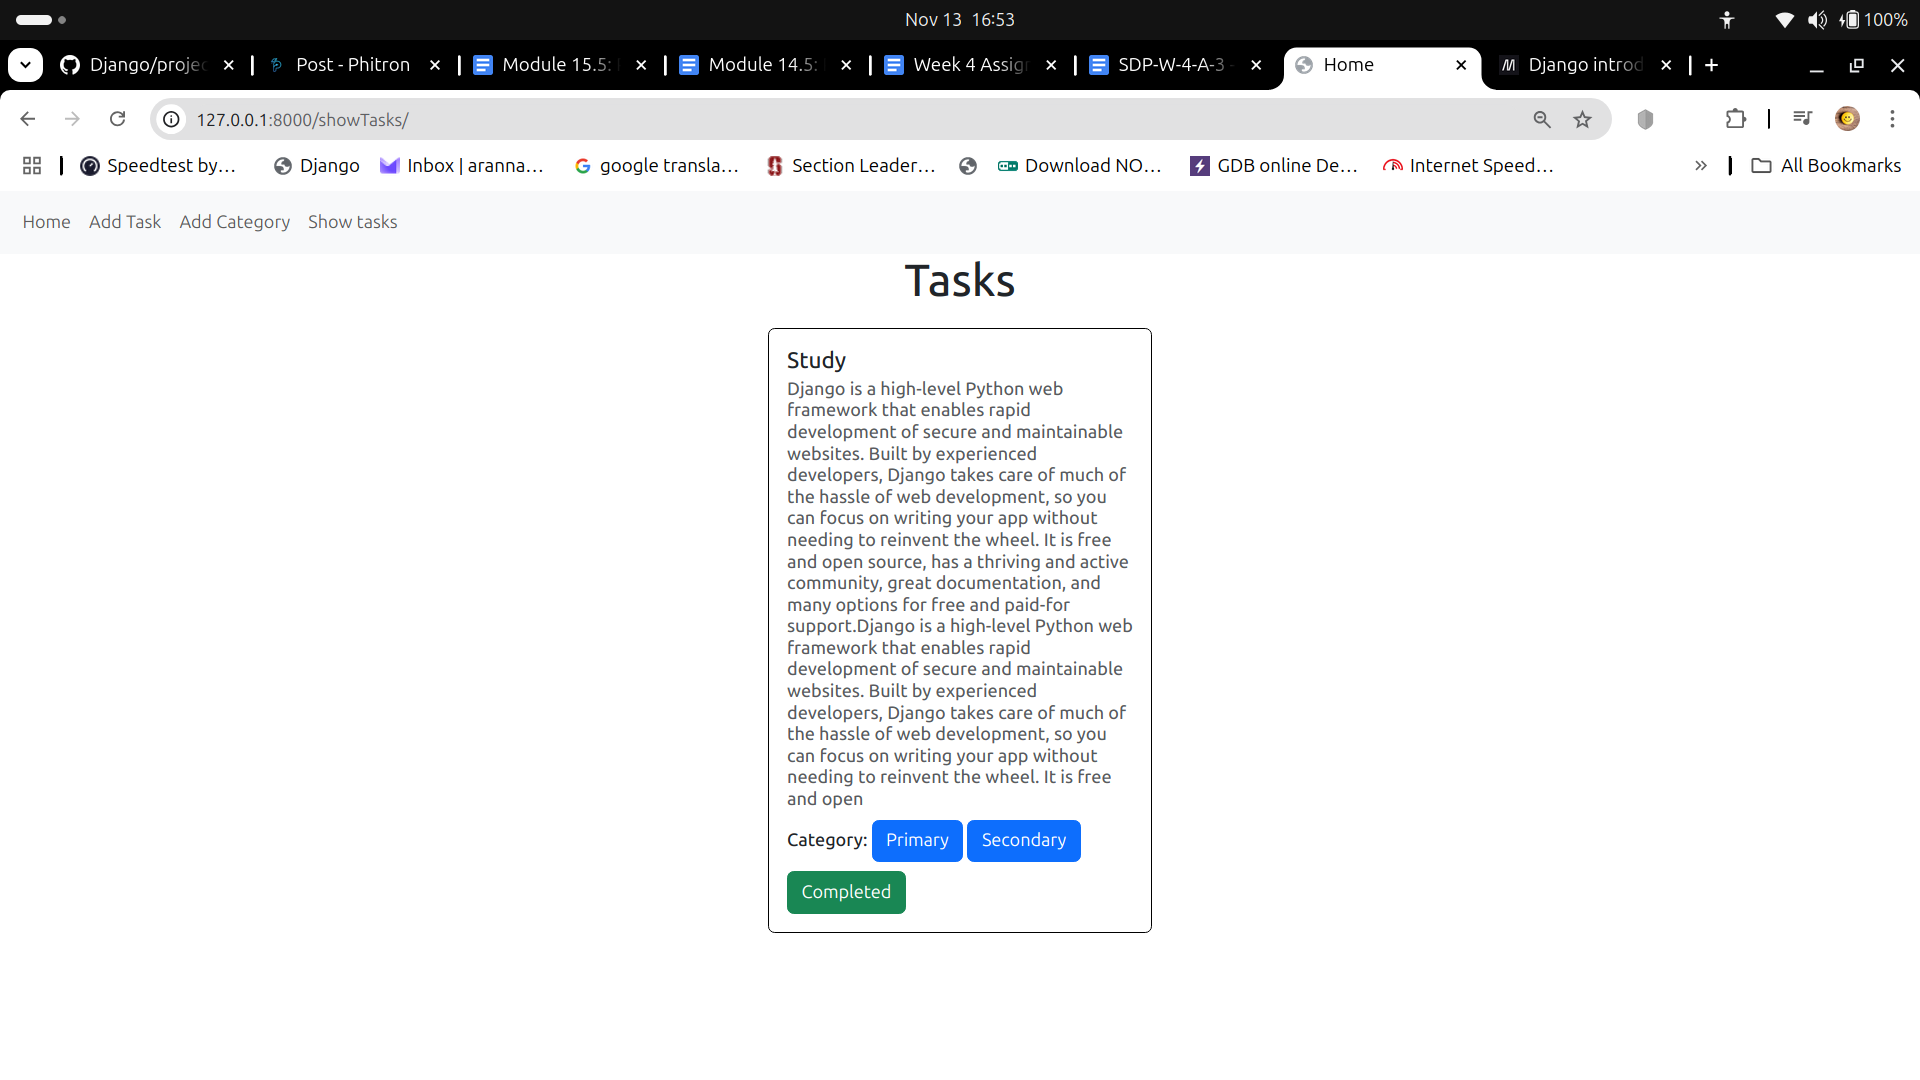 Nov 13 16:53
100%
Django/projec
Post - Phitron
Module 15.5:
Module 14.5:
Week 4 Assig
SDP-W-4-A-3 -
Home
Django introd
127.0.0.1:8000/showTasks/
Speedtest by...
Django
Inbox | aranna...
google transla...
Section Leader...
Download NO...
GDB online De...
Internet Speed...
All Bookmarks
Home
Add Task
Add Category
Show tasks
Tasks
Study
Django is a high-level Python web
framework that enables rapid
development of secure and maintainable
websites. Built by experienced
developers, Django takes care of much of
the hassle of web development, so you
can focus on writing your app without
needing to reinvent the wheel. It is free
and open source, has a thriving and active
community, great documentation, and
many options for free and paid-for
support.Django is a high-level Python web
framework that enables rapid
development of secure and maintainable
websites. Built by experienced
developers, Django takes care of much of
the hassle of web development, so you
can focus on writing your app without
needing to reinvent the wheel. It is free
and open
Category: Primary Secondary
Completed